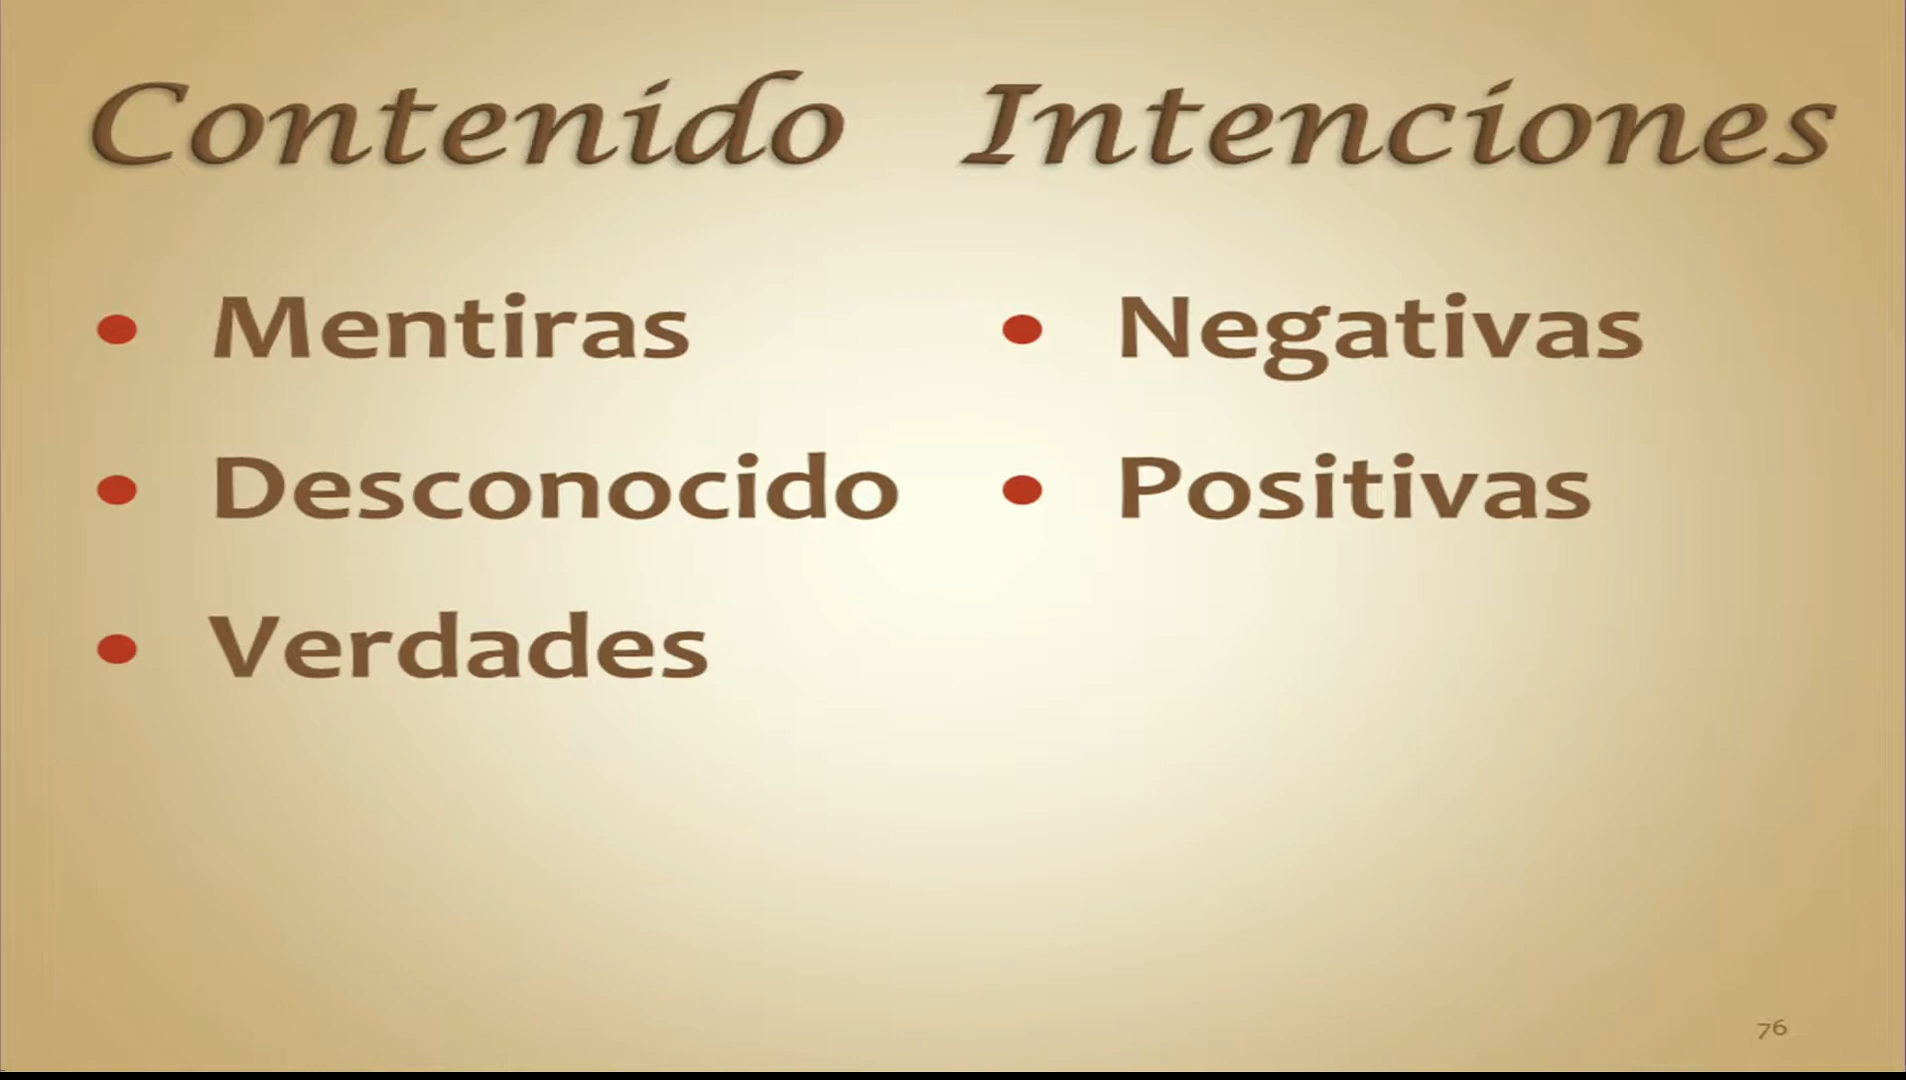 Contenido
Intenciones
Mentiras
Desconocido
Verdades
Negativas
Positivas
76